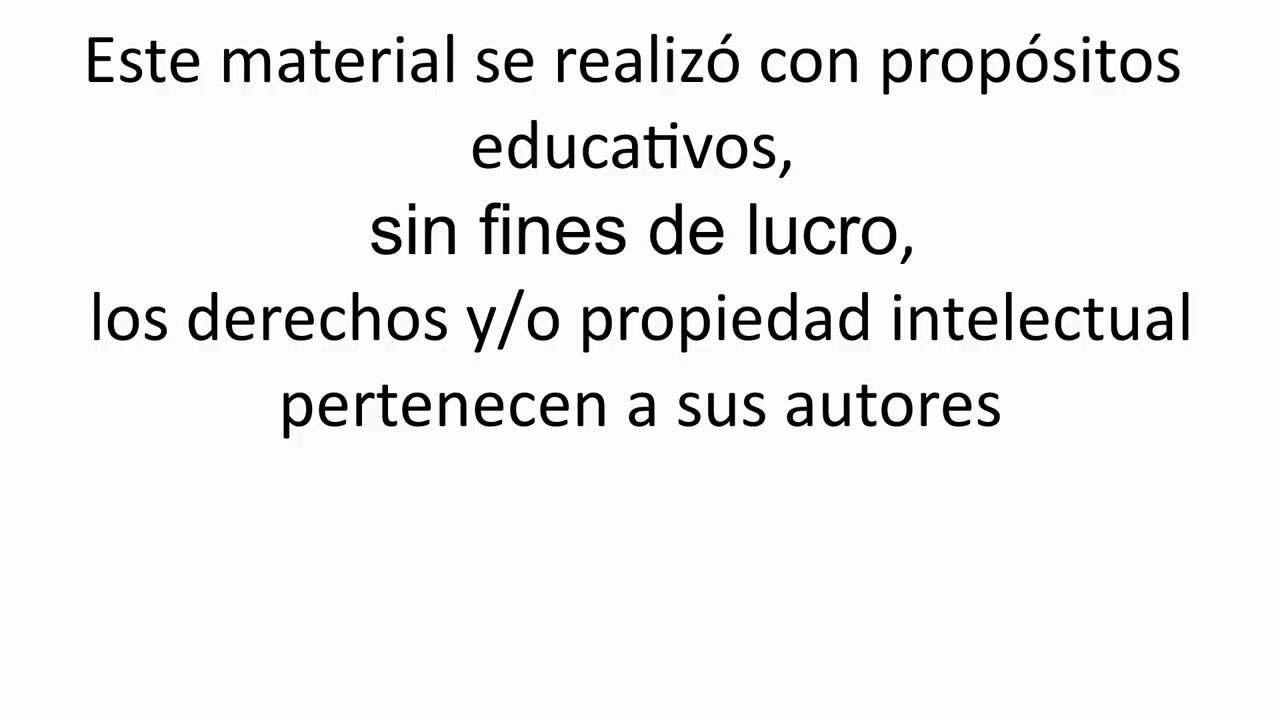 Este material se realizó con propósitos
educativos,
sin fines de lucro,
los derechos y/o propiedad intelectual
pertenecen a sus autores